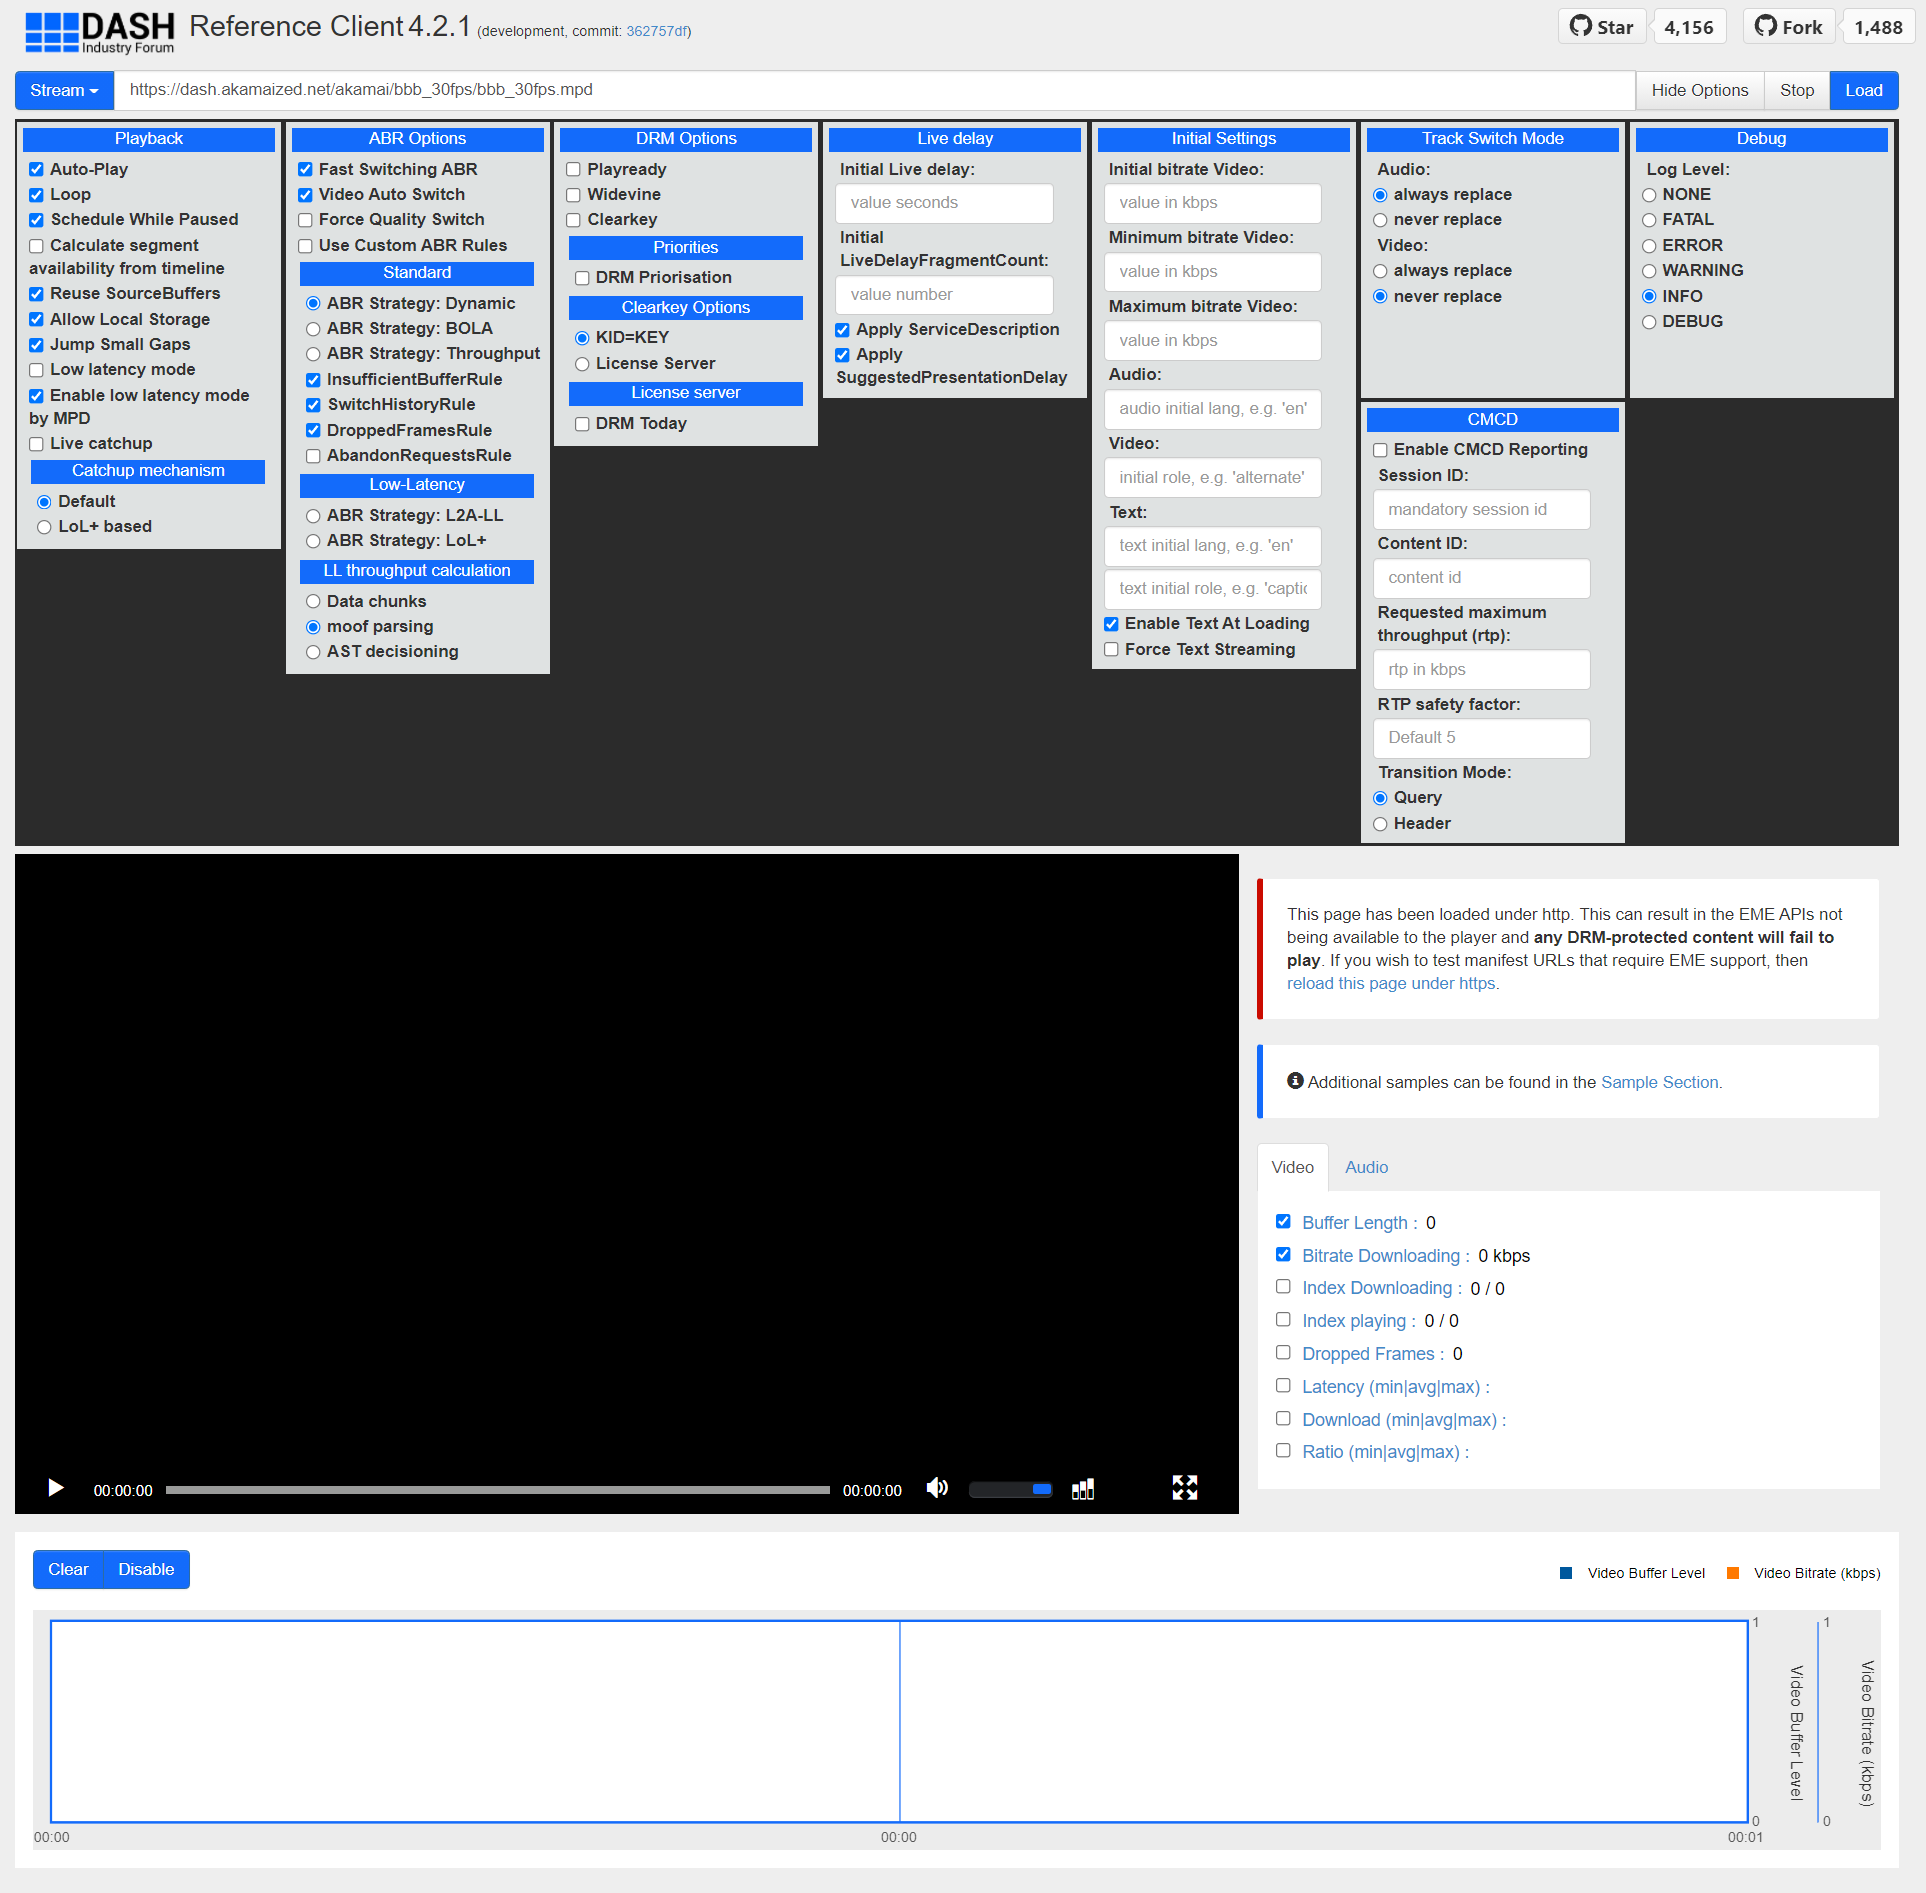 DASH
Industry Forum
Reference Client 4.2.1 (development, commit: 362757df)
Star 4,156 Fork 1,488
Stream https://dash.akamaized.net/akamai/bbb_30fps/bbb_30fps.mpd Hide Options Stop Load
Playback
Auto-Play
Loop
Schedule While Paused
Calculate segment
availability from timeline
Reuse SourceBuffers
Allow Local Storage
Jump Small Gaps
Low latency mode
Enable low latency mode
by MPD
Live catchup
Catchup mechanism
Default
LoL+ based
ABR Options
Fast Switching ABR
Video Auto Switch
Force Quality Switch
Use Custom ABR Rules
Standard
ABR Strategy: Dynamic
ABR Strategy: BOLA
ABR Strategy: Throughput
InsufficientBufferRule
SwitchHistoryRule
DroppedFramesRule
AbandonRequestsRule
Low-Latency
ABR Strategy: L2A-LL
ABR Strategy: LoL+
LL throughput calculation
Data chunks
moof parsing
AST decisioning
DRM Options
Playready
Widevine
Clearkey
Priorities
DRM Priorisation
Clearkey Options
KID=KEY
License Server
License server
DRM Today
Live delay
Initial Live delay:
value seconds
Initial
LiveDelayFragmentCount:
value number
Apply ServiceDescription
Apply
SuggestedPresentationDelay
Initial Settings
Initial bitrate Video:
value in kbps
Minimum bitrate Video:
value in kbps
Maximum bitrate Video:
value in kbps
Audio:
audio initial lang, e.g. 'en'
Video:
initial role, e.g. 'alternate'
Text:
text initial lang, e.g. 'en'
text initial role, e.g. 'captic
Enable Text At Loading
Force Text Streaming
Track Switch Mode
Audio:
always replace
never replace
Video:
always replace
never replace
CMCD
Enable CMCD Reporting
Session ID:
mandatory session id
Content ID:
content id
Requested maximum
throughput (rtp):
rtp in kbps
RTP safety factor:
Default 5
Transition Mode:
Query
Header
Debug
Log Level:
NONE
FATAL
ERROR
WARNING
INFO
DEBUG
This page has been loaded under http. This can result in the EME APIs not
being available to the player and any DRM-protected content will fail to
play. If you wish to test manifest URLs that require EME support, then
reload this page under https.
Additional samples can be found in the Sample Section.
Video Audio
Buffer Length : 0
Bitrate Downloading : 0 kbps
Index Downloading : 0 / 0
Index playing : 0 / 0
Dropped Frames : 0
Latency (min|avg|max) :
Download (min|avg|max) :
Ratio (min|avg|max) :
00:00:00 00:00:00
Clear Disable
Video Buffer Level Video Bitrate (kbps)
1 1
Video Buffer Level
Video Bitrate (kbps)
0 0
00:00 00:00 00:01